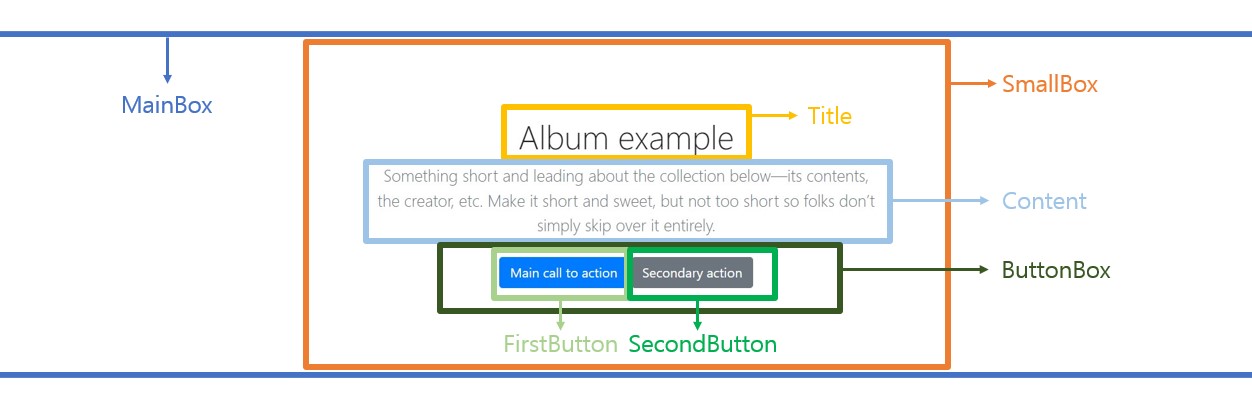 MainBox
SmallBox
Title
Album example
Something short and leading about the collection below—its contents,
the creator, etc. Make it short and sweet, but not too short so folks don't
simply skip over it entirely.
Content
Main call to action
Secondary action
ButtonBox
FirstButton
SecondButton